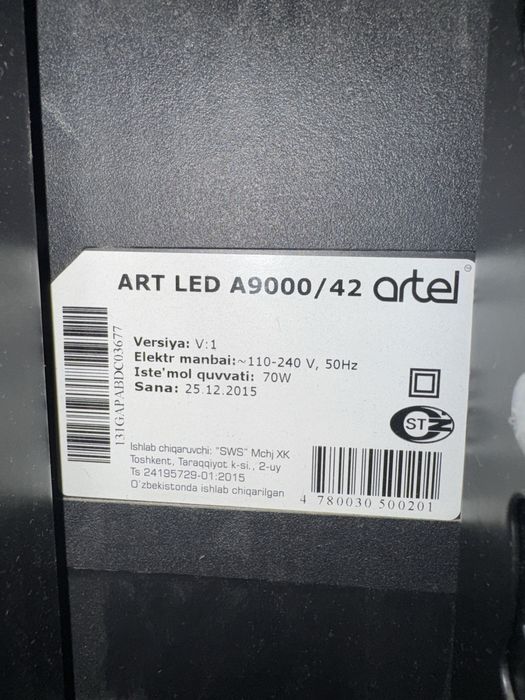 ART LED A9000/42 artel
131GAPABDC03677
Versiya: V:1
Elektr manbai:~110-240 V, 50Hz
Iste'mol quvvati: 70W
Sana: 25.12.2015
ST
Ishlab chiqaruvchi: "SWS" Mchj XK
Toshkent, Taraqqiyot k-si., 2-uy
Ts 24195729-01:2015
O'zbekistonda ishlab chiqarilgan
4 780030 500201